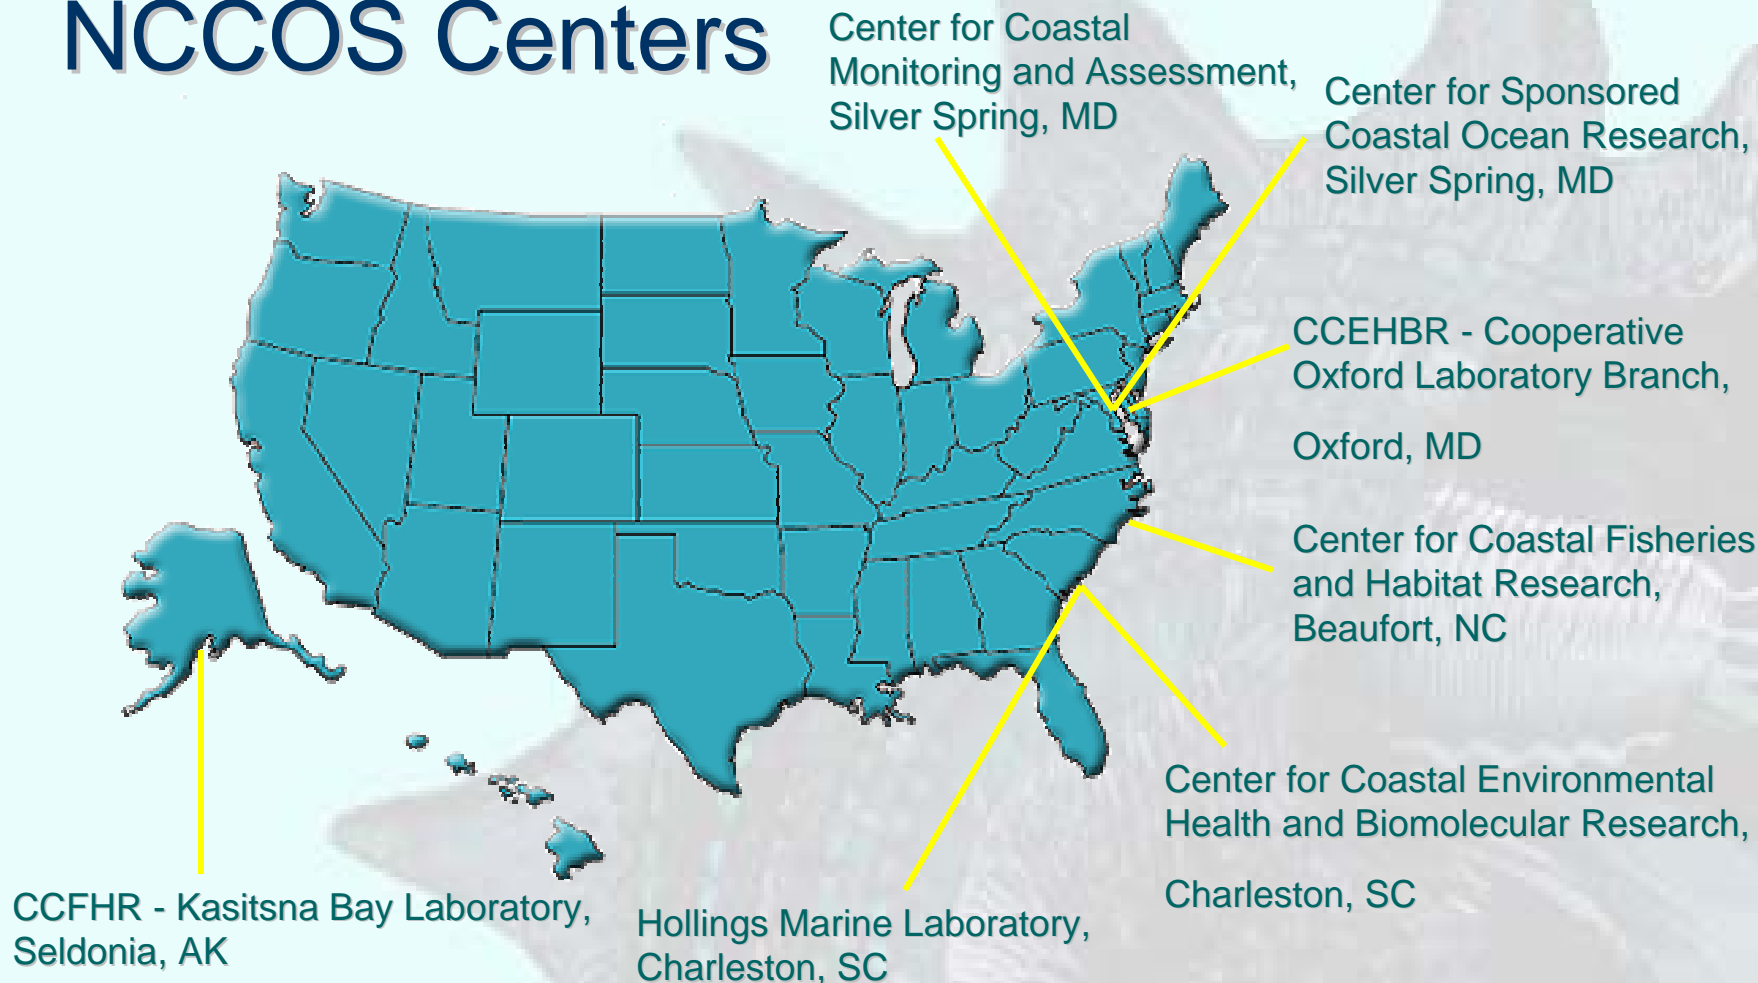 NCCOS Centers
Center for Coastal
Monitoring and Assessment,
Silver Spring, MD
Center for Sponsored
Coastal Ocean Research,
Silver Spring, MD
CCEHBR - Cooperative
Oxford Laboratory Branch,
Oxford, MD
Center for Coastal Fisheries
and Habitat Research,
Beaufort, NC
Center for Coastal Environmental
Health and Biomolecular Research,
Charleston, SC
Hollings Marine Laboratory,
Charleston, SC
CCFHR - Kasitsna Bay Laboratory,
Seldonia, AK